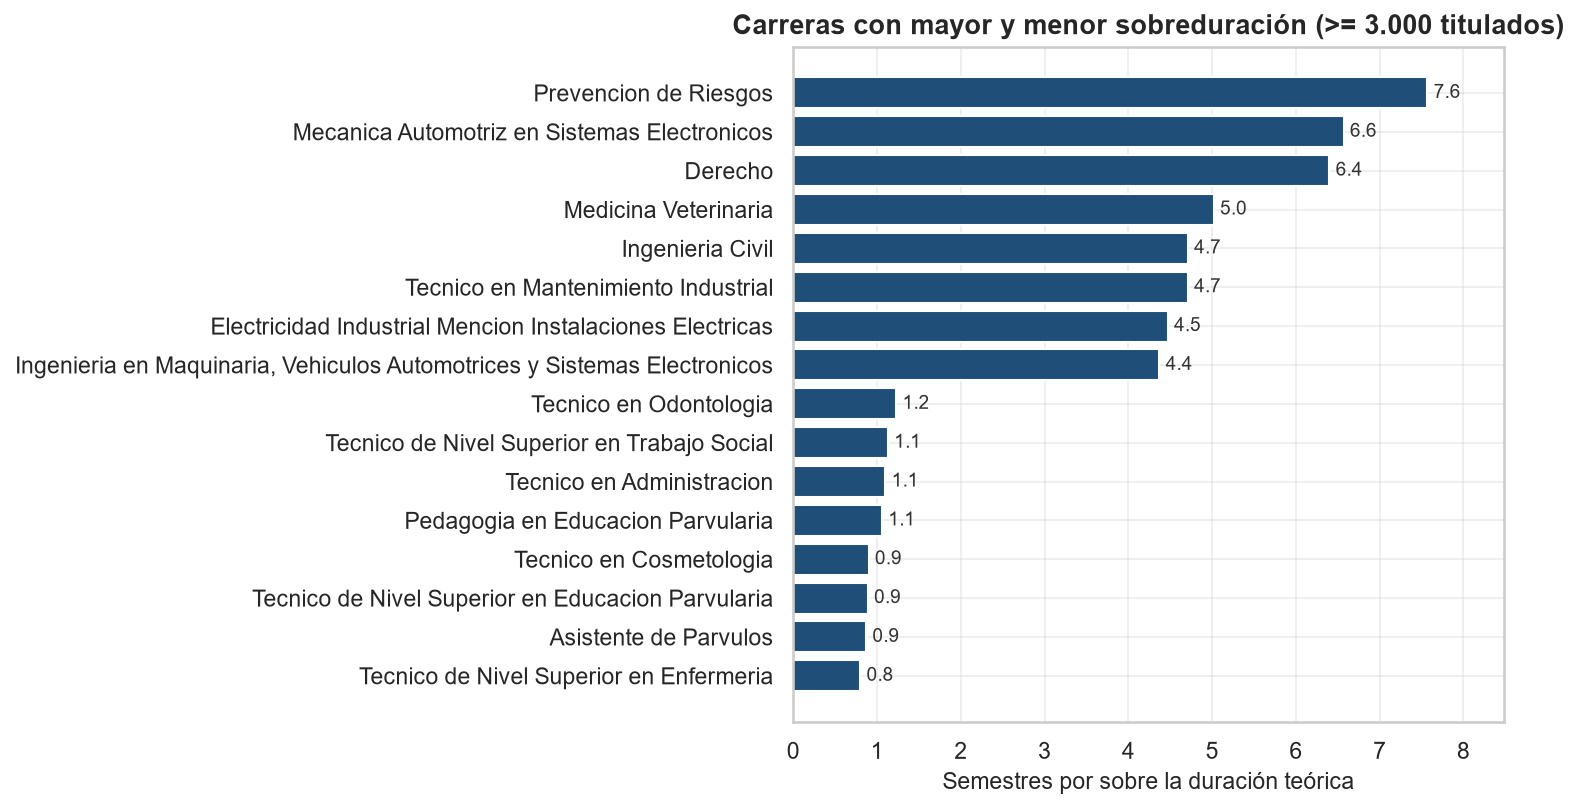 Carreras con mayor y menor sobreduración (>= 3.000 titulados)
Prevencion de Riesgos 7.6
Mecanica Automotriz en Sistemas Electronicos 6.6
Derecho 6.4
Medicina Veterinaria 5.0
Ingenieria Civil 4.7
Tecnico en Mantenimiento Industrial 4.7
Electricidad Industrial Mencion Instalaciones Electricas 4.5
Ingenieria en Maquinaria, Vehiculos Automotrices y Sistemas Electronicos 4.4
Tecnico en Odontologia 1.2
Tecnico de Nivel Superior en Trabajo Social 1.1
Tecnico en Administracion 1.1
Pedagogia en Educacion Parvularia 1.1
Tecnico en Cosmetologia 0.9
Tecnico de Nivel Superior en Educacion Parvularia 0.9
Asistente de Parvulos 0.9
Tecnico de Nivel Superior en Enfermeria 0.8
0 1 2 3 4 5 6 7 8
Semestres por sobre la duración teórica